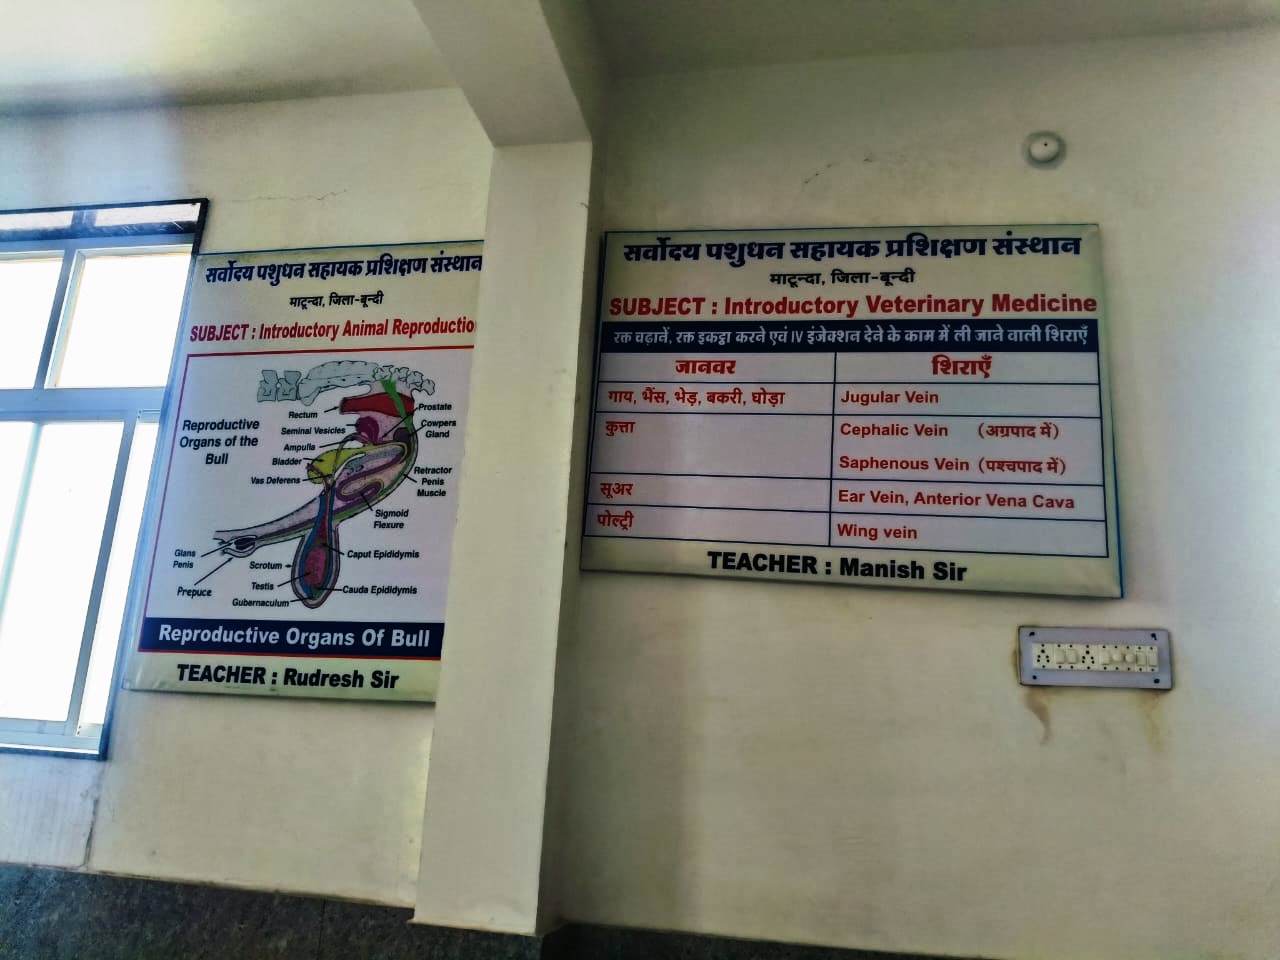 सर्वोदय पशुधन सहायक प्रशिक्षण संस्थान
माटून्दा, जिला-बून्दी
SUBJECT : Introductory Animal Reproductio
Reproductive
Organs of the
Bull
Rectum
Seminal Vesicles
Ampulla
Bladder
Vas Deferens
Prostate
Cowpers
Gland
Retractor
Penis
Muscle
Sigmoid
Flexure
Glans
Penis
Prepuce
Scrotum
Testis
Gubernaculum
Caput Epididymis
Cauda Epididymis
Reproductive Organs Of Bull
TEACHER : Rudresh Sir
सर्वोदय पशुधन सहायक प्रशिक्षण संस्थान
माटून्दा, जिला-बून्दी
SUBJECT : Introductory Veterinary Medicine
रक्त चढ़ानें, रक्त इकट्ठा करने एवं IV इंजेक्शन देने के काम में ली जाने वाली शिराएँ
जानवर शिराएँ
गाय, भैंस, भेड़, बकरी, घोड़ा Jugular Vein
कुत्ता Cephalic Vein (अग्रपाद में)
Saphenous Vein (पश्चपाद में)
सूअर Ear Vein, Anterior Vena Cava
पोल्ट्री Wing vein
TEACHER : Manish Sir